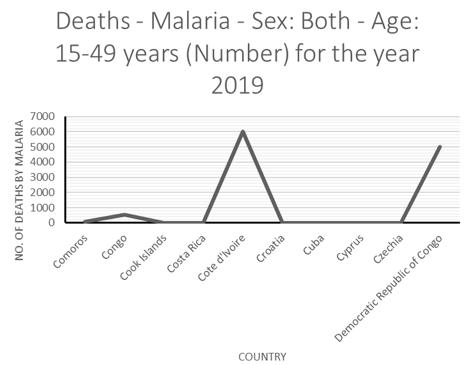 Deaths - Malaria - Sex: Both - Age:
15-49 years (Number) for the year
2019
NO. OF DEATHS BY MALARIA
7000
6000
5000
4000
3000
2000
1000
0
Comoros
Congo
Cook Islands
Costa Rica
Cote d'Ivoire
Croatia
Cuba
Cyprus
Czechia
Democratic Republic of Congo
COUNTRY